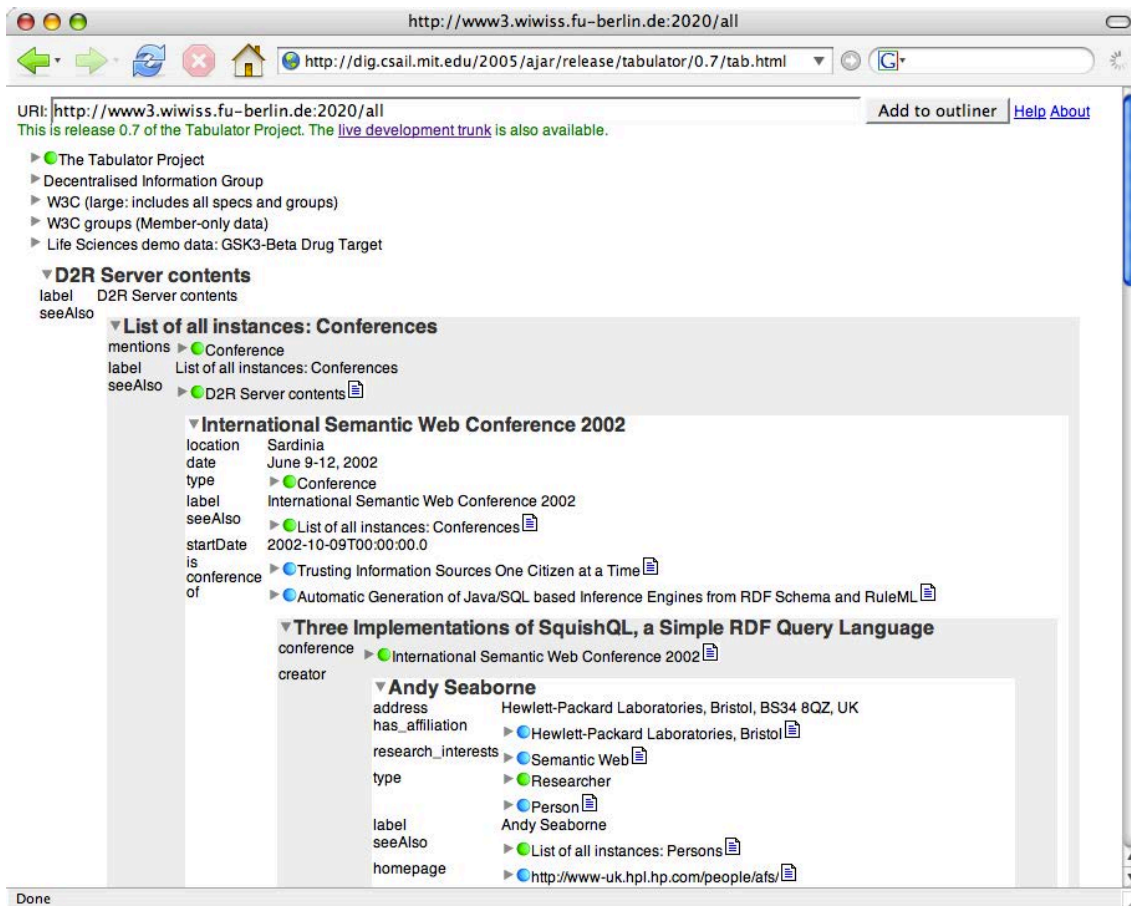 http://www3.wiwiss.fu-berlin.de:2020/all
http://dig.csail.mit.edu/2005/ajar/release/tabulator/0.7/tab.html G
URI: http://www3.wiwiss.fu-berlin.de:2020/all Add to outliner Help About
This is release 0.7 of the Tabulator Project. The live development trunk is also available.
The Tabulator Project
Decentralised Information Group
W3C (large: includes all specs and groups)
W3C groups (Member-only data)
Life Sciences demo data: GSK3-Beta Drug Target
D2R Server contents
label D2R Server contents
seeAlso
List of all instances: Conferences
mentions Conference
label List of all instances: Conferences
seeAlso D2R Server contents
International Semantic Web Conference 2002
location Sardinia
date June 9-12, 2002
type Conference
label International Semantic Web Conference 2002
seeAlso List of all instances: Conferences
startDate 2002-10-09T00:00:00.0
is conference of Trusting Information Sources One Citizen at a Time
Automatic Generation of Java/SQL based Inference Engines from RDF Schema and RuleML
Three Implementations of SquishQL, a Simple RDF Query Language
conference International Semantic Web Conference 2002
creator
Andy Seaborne
address Hewlett-Packard Laboratories, Bristol, BS34 8QZ, UK
has_affiliation Hewlett-Packard Laboratories, Bristol
research_interests Semantic Web
type Researcher
Person
label Andy Seaborne
seeAlso List of all instances: Persons
homepage http://www-uk.hpl.hp.com/people/afs/
Done